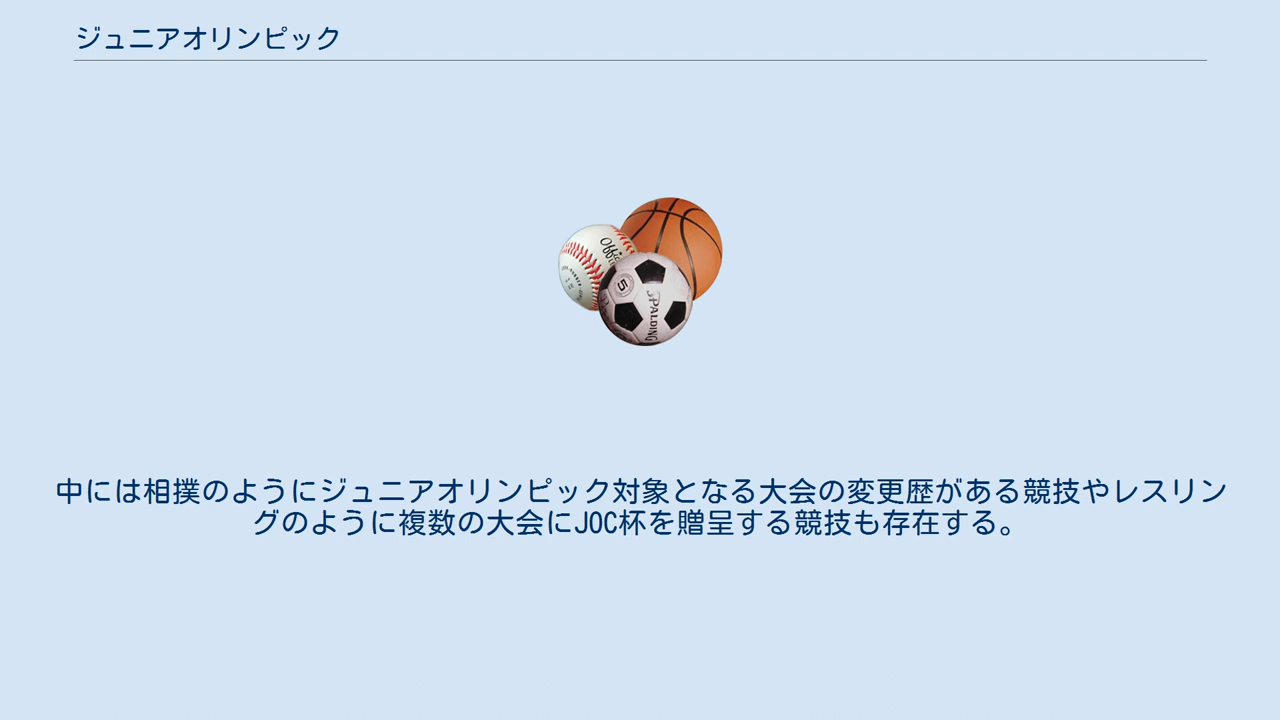 ジュニアオリンピック
Offic
5
SPALDING
中には相撲のようにジュニアオリンピック対象となる大会の変更歴がある競技やレスリン
グのように複数の大会にJOC杯を贈呈する競技も存在する。